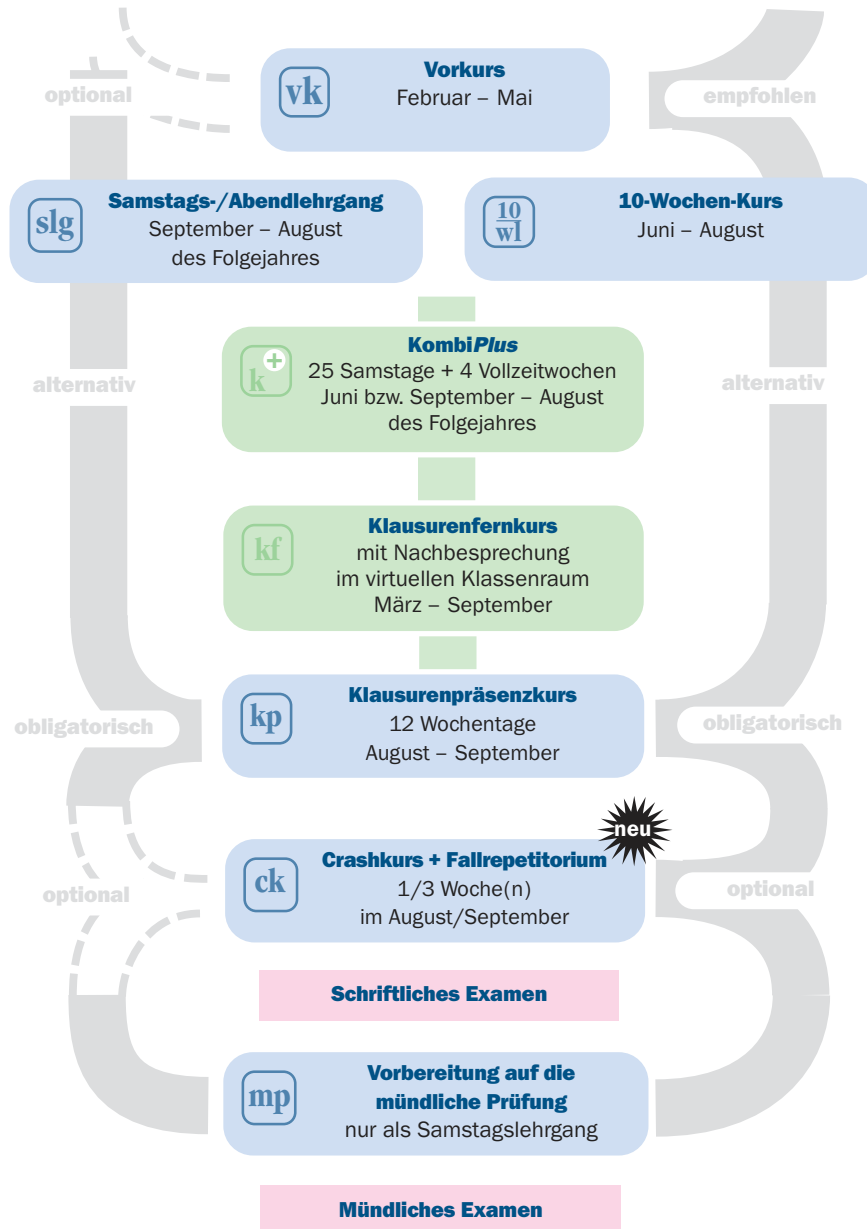 optional
vk
Vorkurs
Februar – Mai
empfohlen
slg
Samstags-/Abendlehrgang
September – August
des Folgejahres
10
wl
10-Wochen-Kurs
Juni – August
alternativ
k+
KombiPlus
25 Samstage + 4 Vollzeitwochen
Juni bzw. September – August
des Folgejahres
alternativ
kf
Klausurenfernkurs
mit Nachbesprechung
im virtuellen Klassenraum
März – September
obligatorisch
kp
Klausurenpräsenzkurs
12 Wochentage
August – September
obligatorisch
neu
optional
ck
Crashkurs + Fallrepetitorium
1/3 Woche(n)
im August/September
optional
Schriftliches Examen
mp
Vorbereitung auf die
mündliche Prüfung
nur als Samstagslehrgang
Mündliches Examen